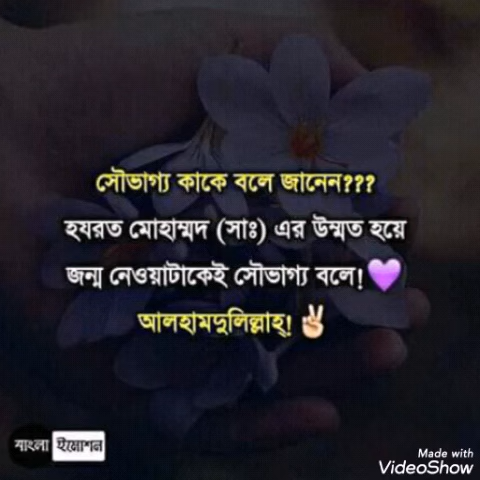 সৌভাগ্য কাকে বলে জানেন???
হযরত মোহাম্মদ (সাঃ) এর উম্মত হয়ে
জন্ম নেওয়াটাকেই সৌভাগ্য বলে!💜
আলহামদুলিল্লাহ্! ✌
বাংলা ইমোশন
Made with
VideoShow